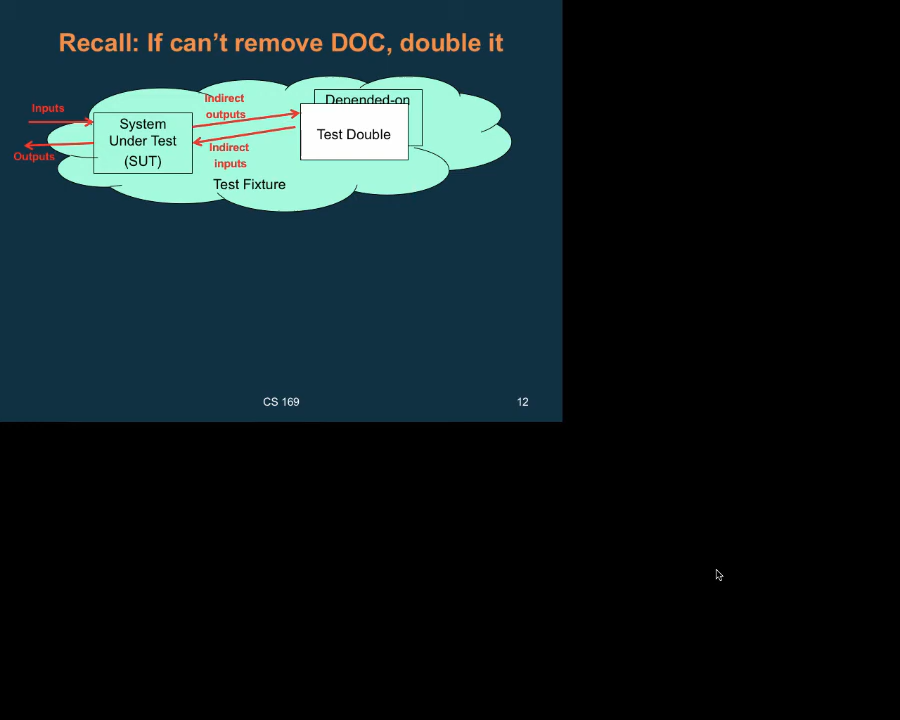 Recall: If can't remove DOC, double it
Inputs
Outputs
System
Under Test
(SUT)
Indirect
outputs
Indirect
inputs
Depended-on
Test Double
Test Fixture
CS 169
12